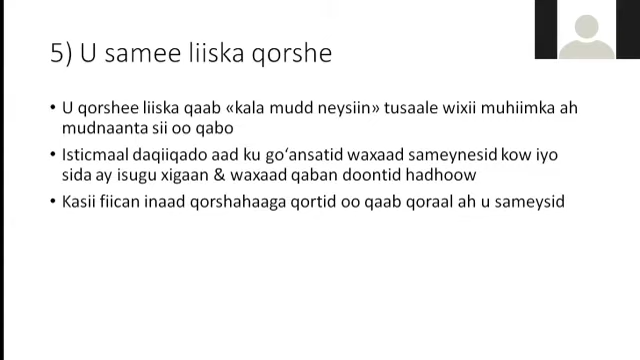 5) U samee liiska qorshe
• U qorshee liiska qaab «kala mudd neysiin» tusaale wixii muhiimka ah
mudnaanta sii oo qabo
• Isticmaal daqiiqado aad ku go‘ansatid waxaad sameynesid kow iyo
sida ay isugu xigaan & waxaad qaban doontid hadhoow
• Kasii fiican inaad qorshahaaga qortid oo qaab qoraal ah u sameysid